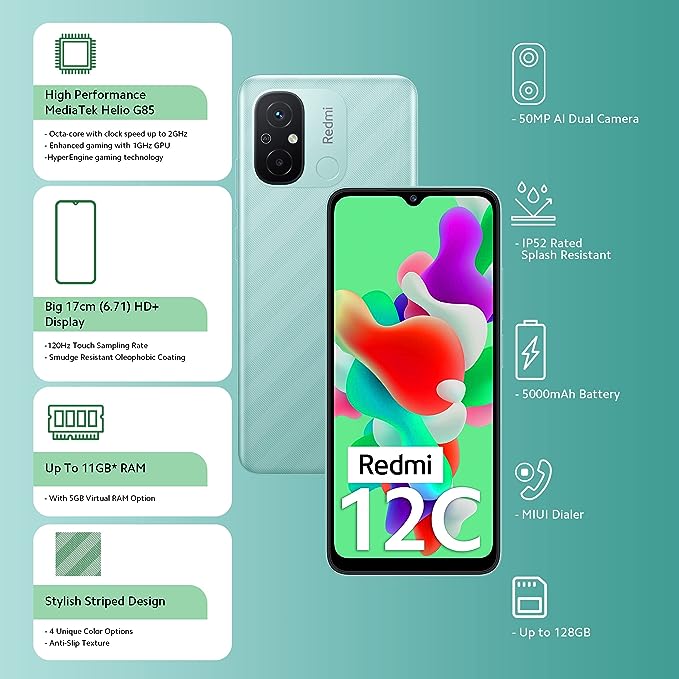 High Performance
MediaTek Helio G85
- Octa-core with clock speed up to 2GHz
- Enhanced gaming with 1GHz GPU
-HyperEngine gaming technology
Big 17cm (6.71) HD+
Display
-120Hz Touch Sampling Rate
- Smudge Resistant Oleophobic Coating
Up To 11GB* RAM
- With 5GB Virtual RAM Option
Stylish Striped Design
- 4 Unique Color Options
- Anti-Slip Texture
AI
Redmi
Redmi
12C
- 50MP AI Dual Camera
- IP52 Rated
Splash Resistant
- 5000mAh Battery
- MIUI Dialer
- Up to 128GB